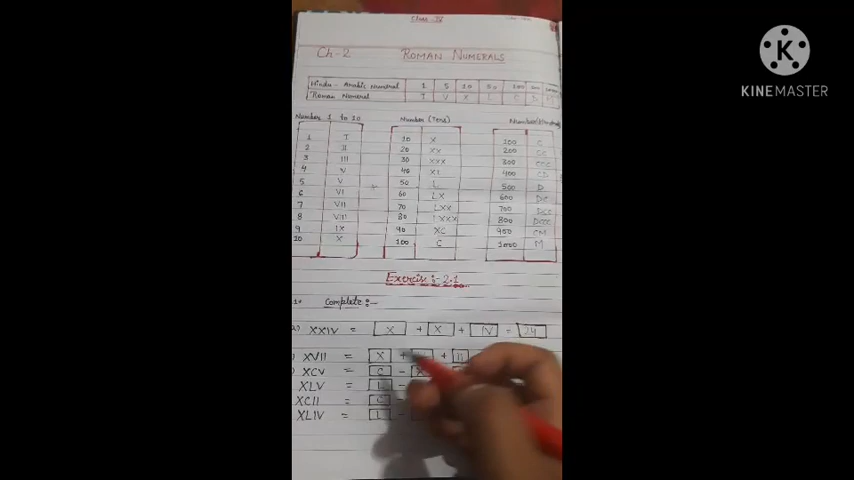 Class-IV
Ch-2 ROMAN NUMERALS
Hindu-Arabic Numeral 1 5 10 50 100
Roman Numeral I V X L C D
Number 1 to 10 Number (Tens)
1 I 10 X 100 C
2 II 20 XX 200 CC
3 III 30 XXX 300 CCC
4 40 XL 400 CD
5 V 50 L 500 D
6 VI 60 LX 600 DC
7 VII 70 LXX 700 DCC
8 VIII 80 LXXX 800 DCCC
9 IX 90 XC 900 CM
10 X 100 C 1000 M
Exercise :- 2.1
Complete :-
XXIV = X + X + IV = 24
XVII = X + + II
XCV = C - X
XLV = L -
XCII = C -
XLIV = L -
KINEMASTER